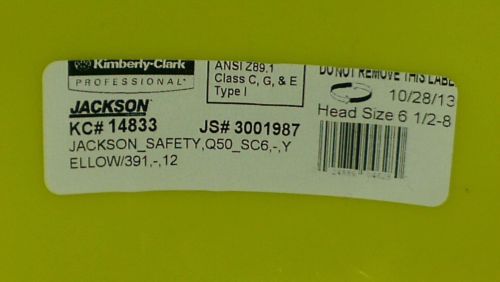 Kimberly-Clark
PROFESSIONAL*
ANSI Z89.1
Class C, G, & E
Type I
DO NOT REMOVE THIS LABEL
10/28/13
Head Size 6 1/2-8
JACKSON
KC# 14833 JS# 3001987
JACKSON_SAFETY,Q50_SC6,-,Y
ELLOW/391,-,12